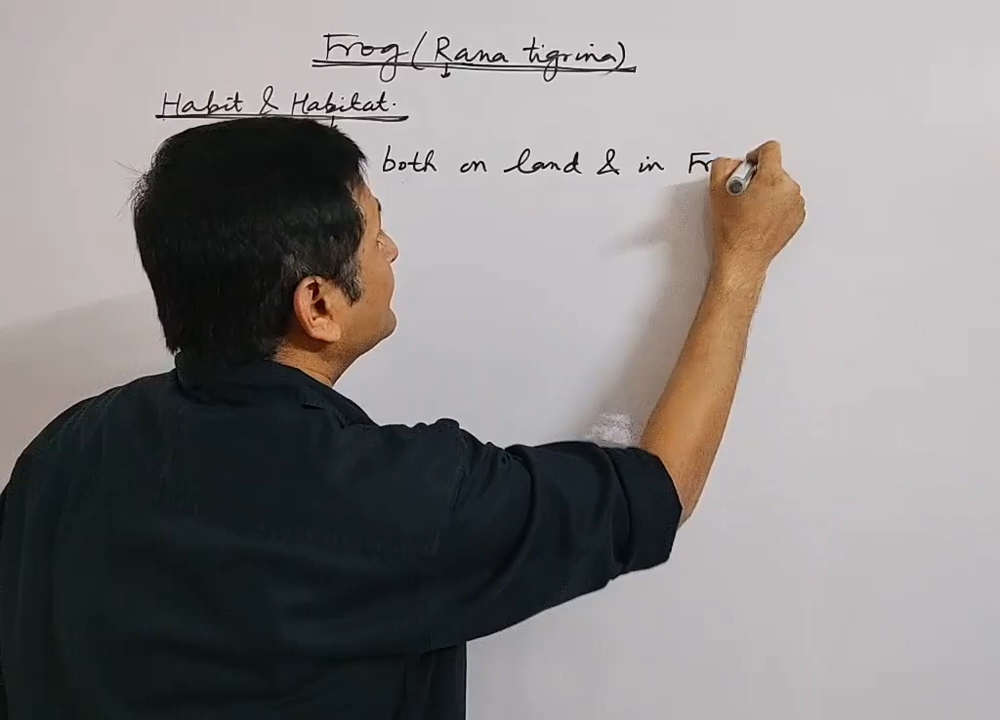 Frog (Rana tigrina)
Habit & Habitat.
both on land & in Fr